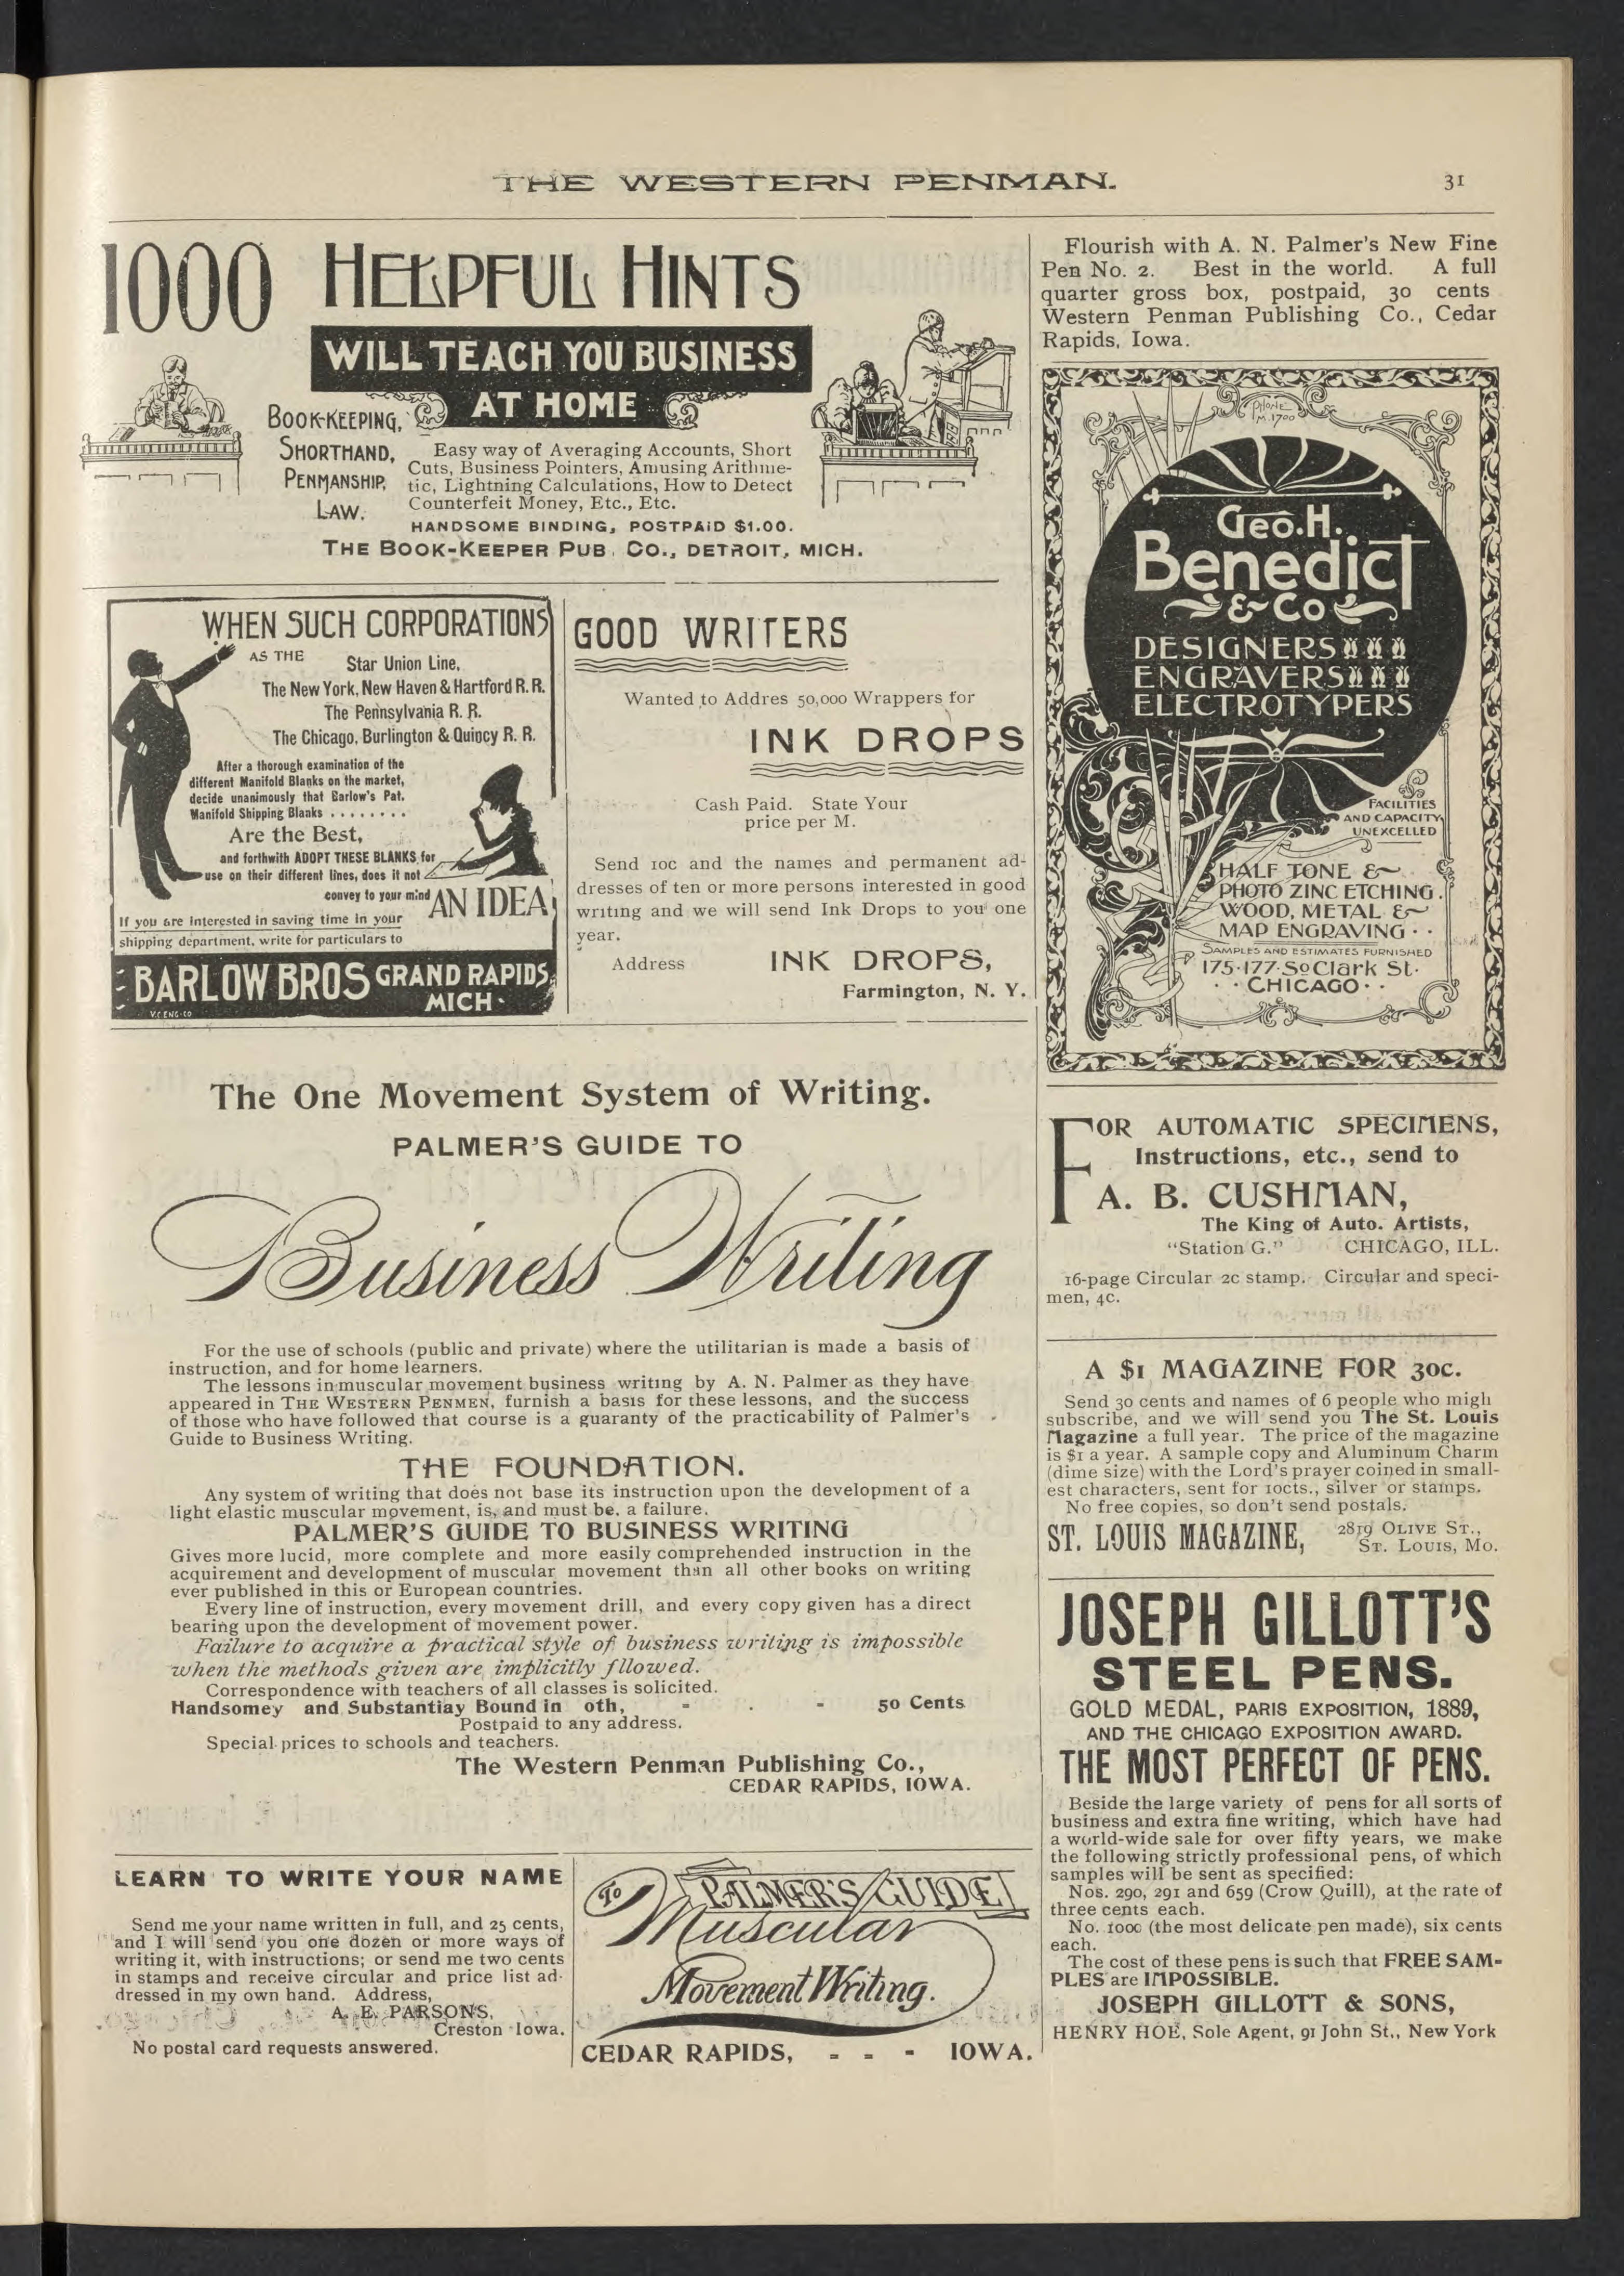 THE WESTERN PENMAN.
31
1000 HELPFUL HINTS
WILL TEACH YOU BUSINESS
AT HOME
BOOK-KEEPING,
SHORTHAND,
PENMANSHIP,
LAW.
Easy way of Averaging Accounts, Short
Cuts, Business Pointers, Amusing Arithme-
tic, Lightning Calculations, How to Detect
Counterfeit Money, Etc., Etc.
HANDSOME BINDING, POSTPAID $1.00.
THE BOOK-KEEPER PUB. CO., DETROIT, MICH.
WHEN SUCH CORPORATIONS
AS THE
Star Union Line,
The New York, New Haven & Hartford R. R.
The Pennsylvania R. R.
The Chicago, Burlington & Quincy R. R.
After a thorough examination of the
different Manifold Blanks on the market,
decide unanimously that Barlow's Pat.
Manifold Shipping Blanks . . . . . . . .
Are the Best,
and forthwith ADOPT THESE BLANKS for
use on their different lines, does it not
convey to your mind AN IDEA;
If you are interested in saving time in your
shipping department, write for particulars to
BARLOW BROS GRAND RAPIDS,
MICH.
V.C ENG. CO
GOOD WRITERS
Wanted to Addres 50,000 Wrappers for
INK DROPS
Cash Paid. State Your
price per M.
Send 10c and the names and permanent ad-
dresses of ten or more persons interested in good
writing and we will send Ink Drops to you one
year.
Address INK DROPS,
Farmington, N. Y.
The One Movement System of Writing.
PALMER'S GUIDE TO
Business Writing
For the use of schools (public and private) where the utilitarian is made a basis of
instruction, and for home learners.
The lessons in muscular movement business writing by A. N. Palmer as they have
appeared in THE WESTERN PENMEN, furnish a basis for these lessons, and the success
of those who have followed that course is a guaranty of the practicability of Palmer's
Guide to Business Writing.
THE FOUNDATION.
Any system of writing that does not base its instruction upon the development of a
light elastic muscular movement, is, and must be, a failure.
PALMER'S GUIDE TO BUSINESS WRITING
Gives more lucid, more complete and more easily comprehended instruction in the
acquirement and development of muscular movement than all other books on writing
ever published in this or European countries.
Every line of instruction, every movement drill, and every copy given has a direct
bearing upon the development of movement power.
Failure to acquire a practical style of business writing is impossible
when the methods given are implicitly fllowed.
Correspondence with teachers of all classes is solicited.
Handsomey and Substantiay Bound in oth, - . - 50 Cents
Postpaid to any address.
Special prices to schools and teachers.
The Western Penman Publishing Co.,
CEDAR RAPIDS, IOWA.
LEARN TO WRITE YOUR NAME
Send me your name written in full, and 25 cents,
and I will send you one dozen or more ways of
writing it, with instructions; or send me two cents
in stamps and receive circular and price list ad-
dressed in my own hand. Address,
A. E. PARSONS,
Creston Iowa.
No postal card requests answered.
PALMER'S GUIDE
To
Muscular
Movement Writing.
CEDAR RAPIDS, - - - IOWA.
Flourish with A. N. Palmer's New Fine
Pen No. 2. Best in the world. A full
quarter gross box, postpaid, 30 cents
Western Penman Publishing Co., Cedar
Rapids, Iowa.
PHONE
M.1700
Geo. H.
Benedict
& Co
DESIGNERS
ENGRAVERS
ELECTROTYPERS
FACILITIES
AND CAPACITY
UNEXCELLED
HALF TONE &
PHOTO ZINC ETCHING.
WOOD, METAL &
MAP ENGRAVING . .
SAMPLES AND ESTIMATES FURNISHED
175-177-So Clark St.
. . CHICAGO . .
FOR AUTOMATIC SPECIMENS,
Instructions, etc., send to
A. B. CUSHMAN,
The King of Auto. Artists,
"Station G." CHICAGO, ILL.
16-page Circular 2c stamp. Circular and speci-
men, 4c.
A $1 MAGAZINE FOR 30C.
Send 30 cents and names of 6 people who migh
subscribe, and we will send you The St. Louis
Magazine a full year. The price of the magazine
is $1 a year. A sample copy and Aluminum Charm
(dime size) with the Lord's prayer coined in small-
est characters, sent for 10cts., silver or stamps.
No free copies, so don't send postals.
ST. LOUIS MAGAZINE, 2819 OLIVE ST.,
ST. LOUIS, MO.
JOSEPH GILLOTT'S
STEEL PENS.
GOLD MEDAL, PARIS EXPOSITION, 1889,
AND THE CHICAGO EXPOSITION AWARD.
THE MOST PERFECT OF PENS.
Beside the large variety of pens for all sorts of
business and extra fine writing, which have had
a world-wide sale for over fifty years, we make
the following strictly professional pens, of which
samples will be sent as specified:
Nos. 290, 291 and 659 (Crow Quill), at the rate of
three cents each.
No. 1000 (the most delicate pen made), six cents
each.
The cost of these pens is such that FREE SAM-
PLES are IMPOSSIBLE.
JOSEPH GILLOTT & SONS,
HENRY HOE, Sole Agent, 91 John St., New York